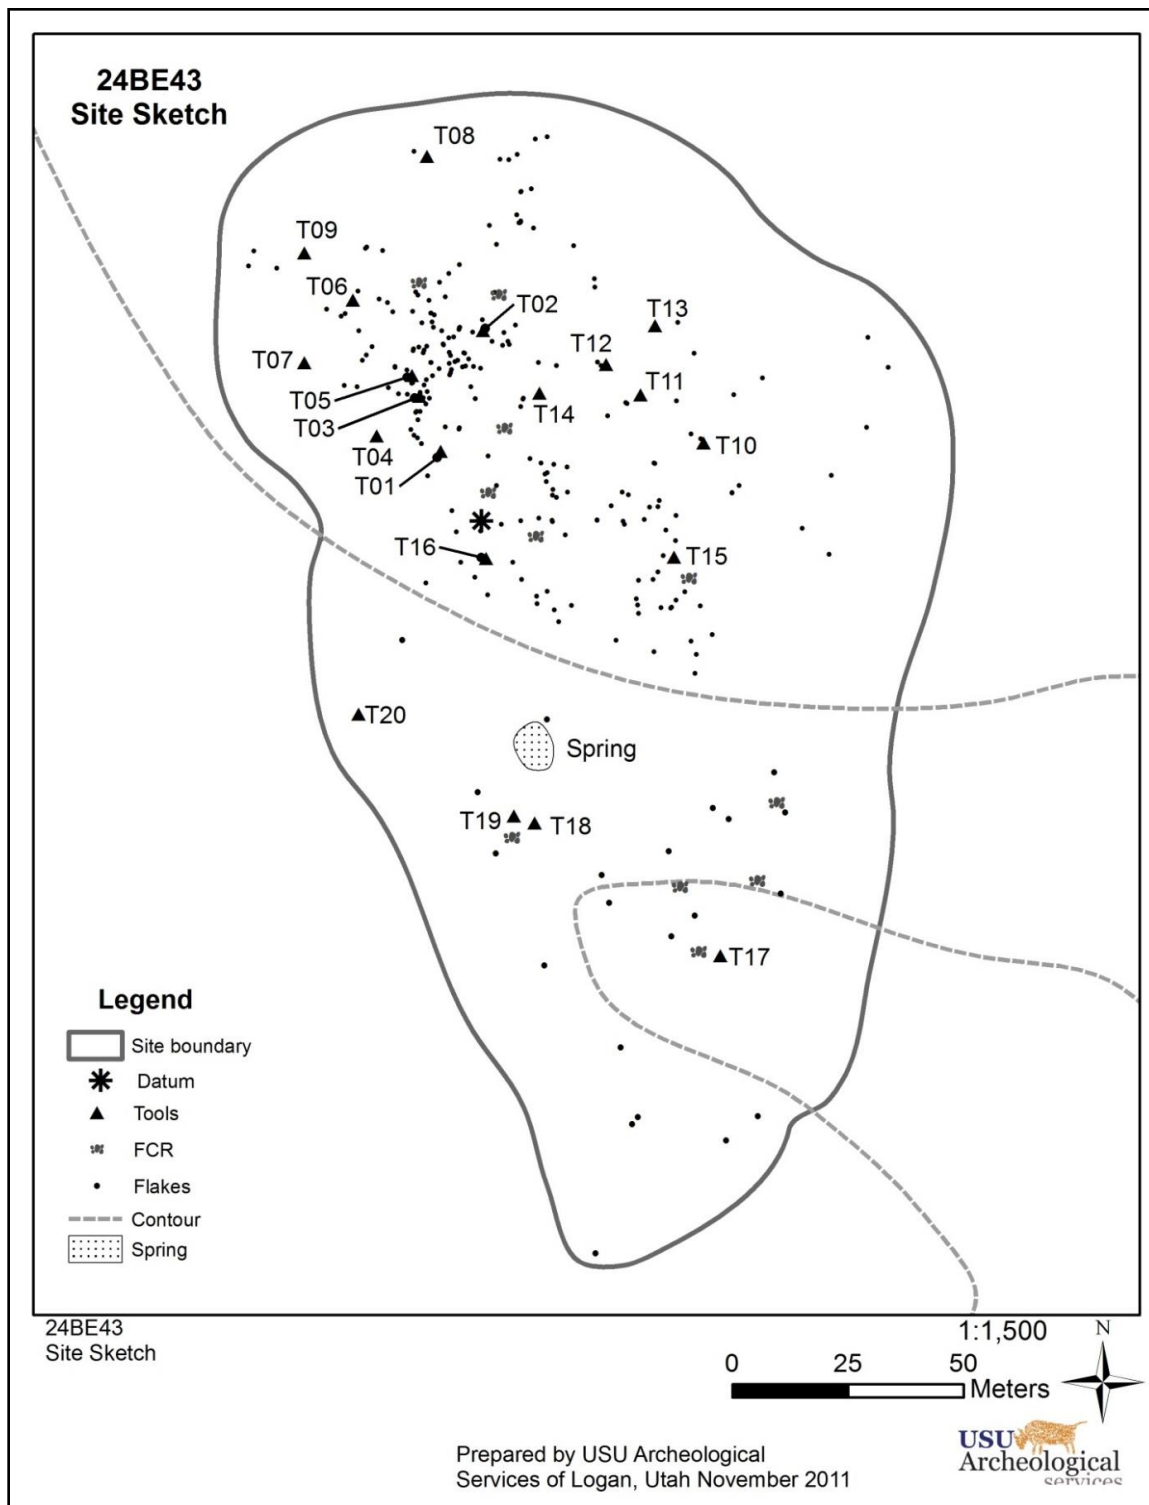 24BE43
Site Sketch
T08
T09
T06
T02
T13
T12
T07
T05
T11
T14
T03
T04
T10
T01
T16
T15
T20
Spring
T19
T18
T17
Legend
Site boundary
Datum
Tools
FCR
Flakes
Contour
Spring
24BE43
Site Sketch
1:1,500
N
0 25 50
Meters
Prepared by USU Archeological
Services of Logan, Utah November 2011
USU
Archeological
services